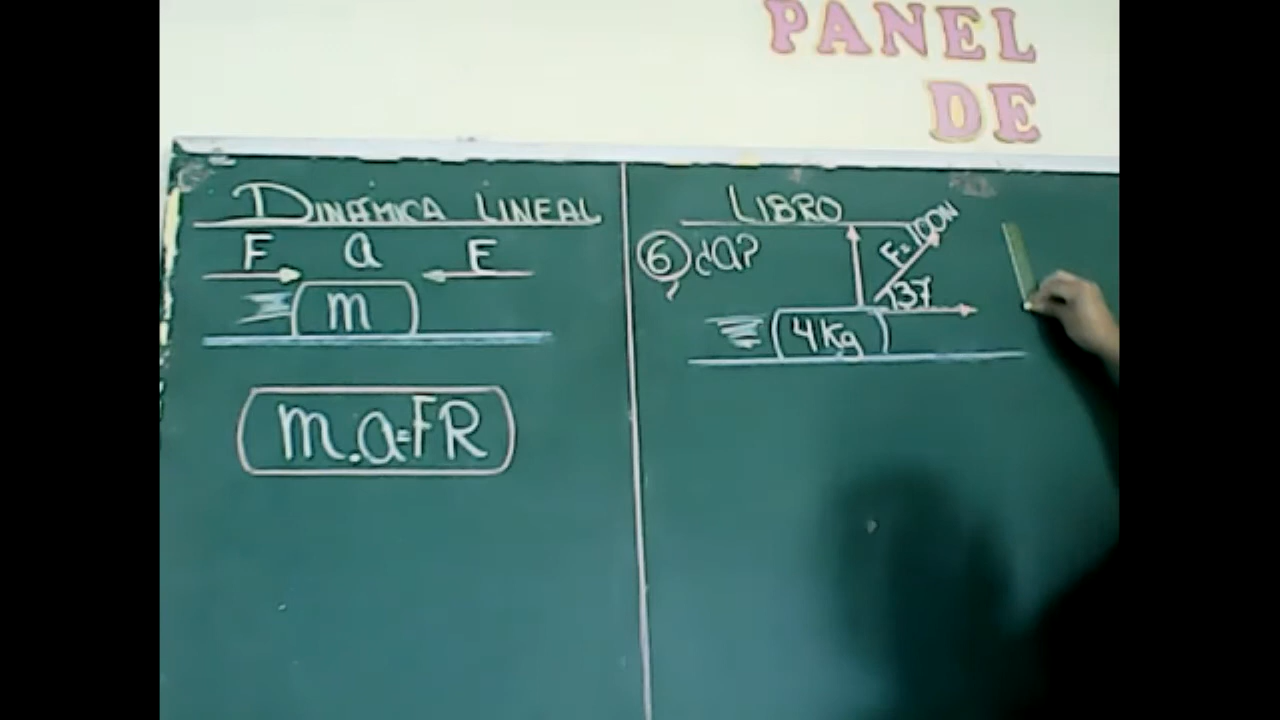 PANEL
DE
DINÁMICA LINEAL
F a F
m
m.a=FR
LIBRO
6 ¿a?
F=100N
37
4Kg